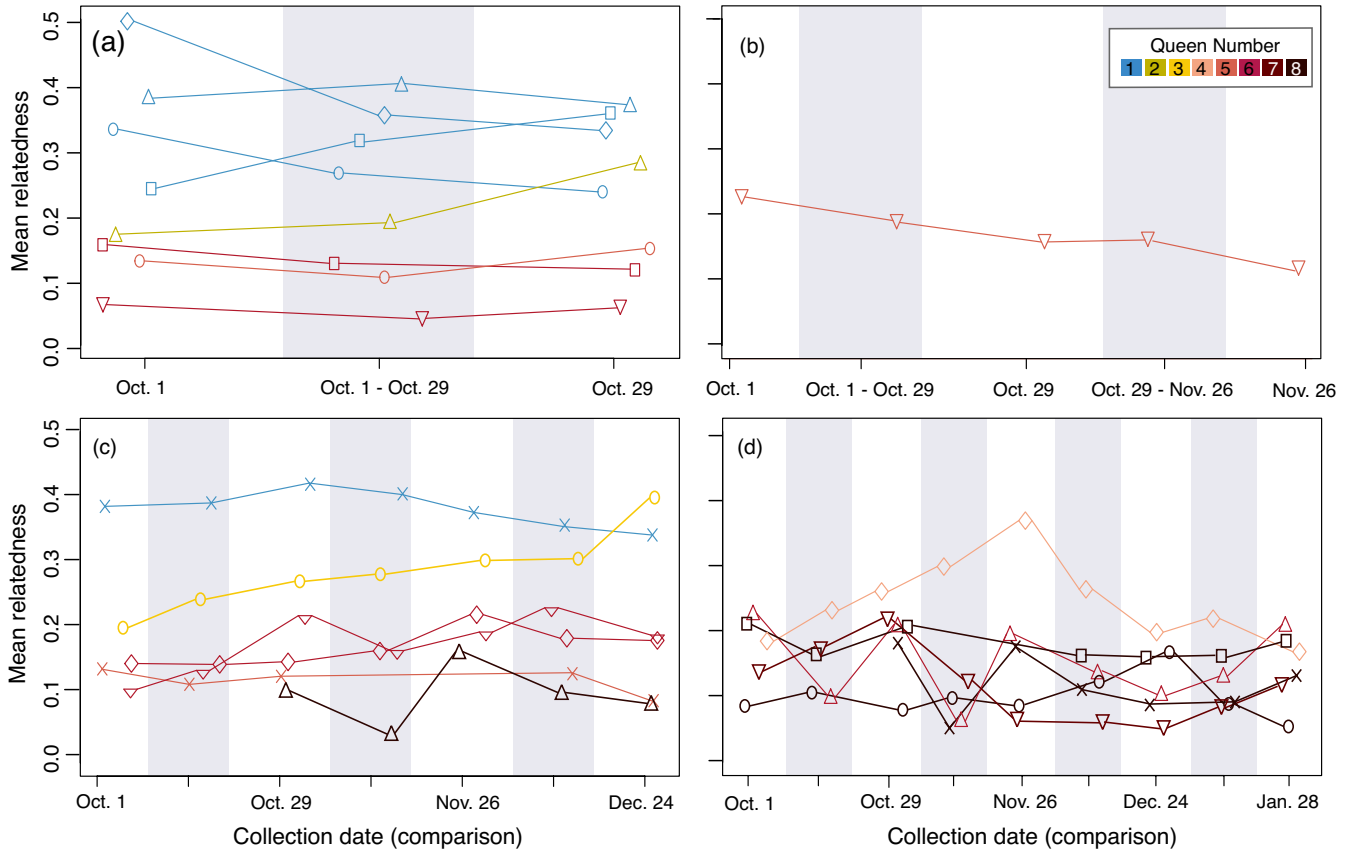 (a)
Mean relatedness
0.5
0.4
0.3
0.2
0.1
0.0
Oct. 1
Oct. 1 - Oct. 29
Oct. 29
(b)
Queen Number
1 2 3 4 5 6 7 8
Oct. 1
Oct. 1 - Oct. 29
Oct. 29
Oct. 29 - Nov. 26
Nov. 26
(c)
Mean relatedness
0.5
0.4
0.3
0.2
0.1
0.0
Oct. 1
Oct. 29
Nov. 26
Dec. 24
Collection date (comparison)
(d)
Oct. 1
Oct. 29
Nov. 26
Dec. 24
Jan. 28
Collection date (comparison)